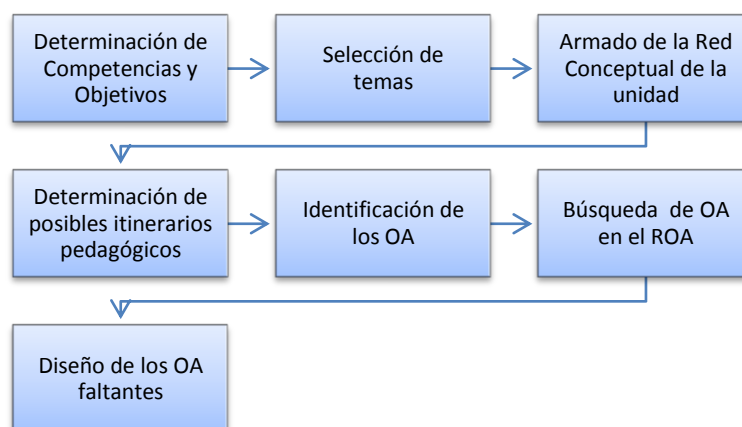 Determinación de
Competencias y
Objetivos
Selección de
temas
Armado de la Red
Conceptual de la
unidad
Determinación de
posibles itinerarios
pedagógicos
Identificación de
los OA
Búsqueda de OA
en el ROA
Diseño de los OA
faltantes